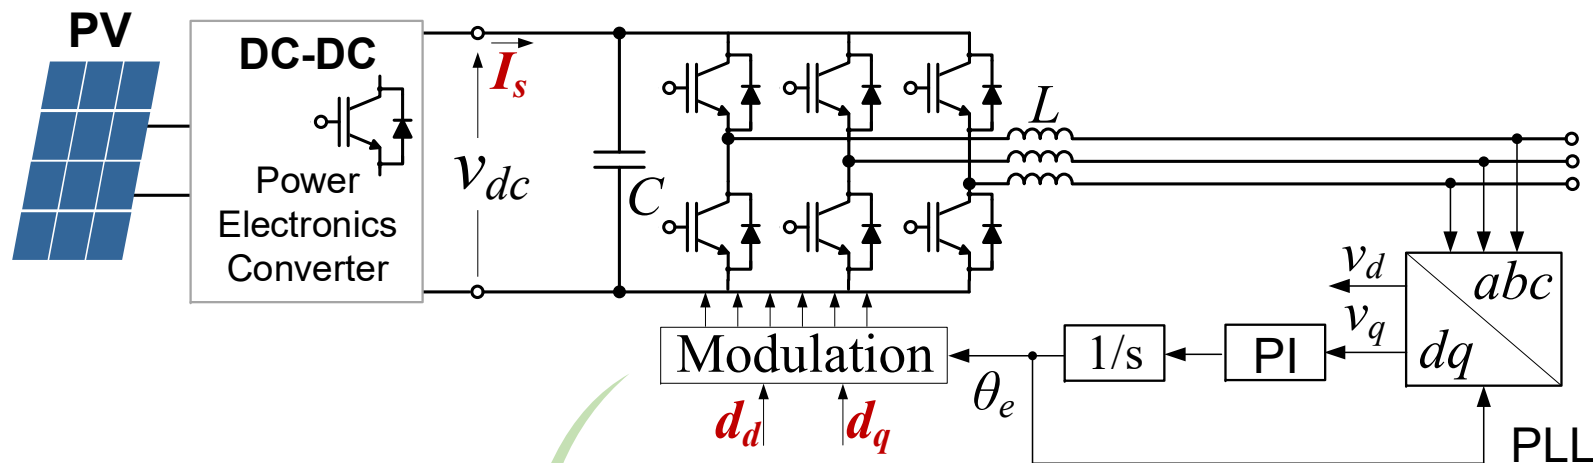 PV
DC-DC
Power
Electronics
Converter
I_s
v_dc
C
L
Modulation
d_d
d_q
θ_e
1/s
PI
v_d
v_q
abc
dq
PLL